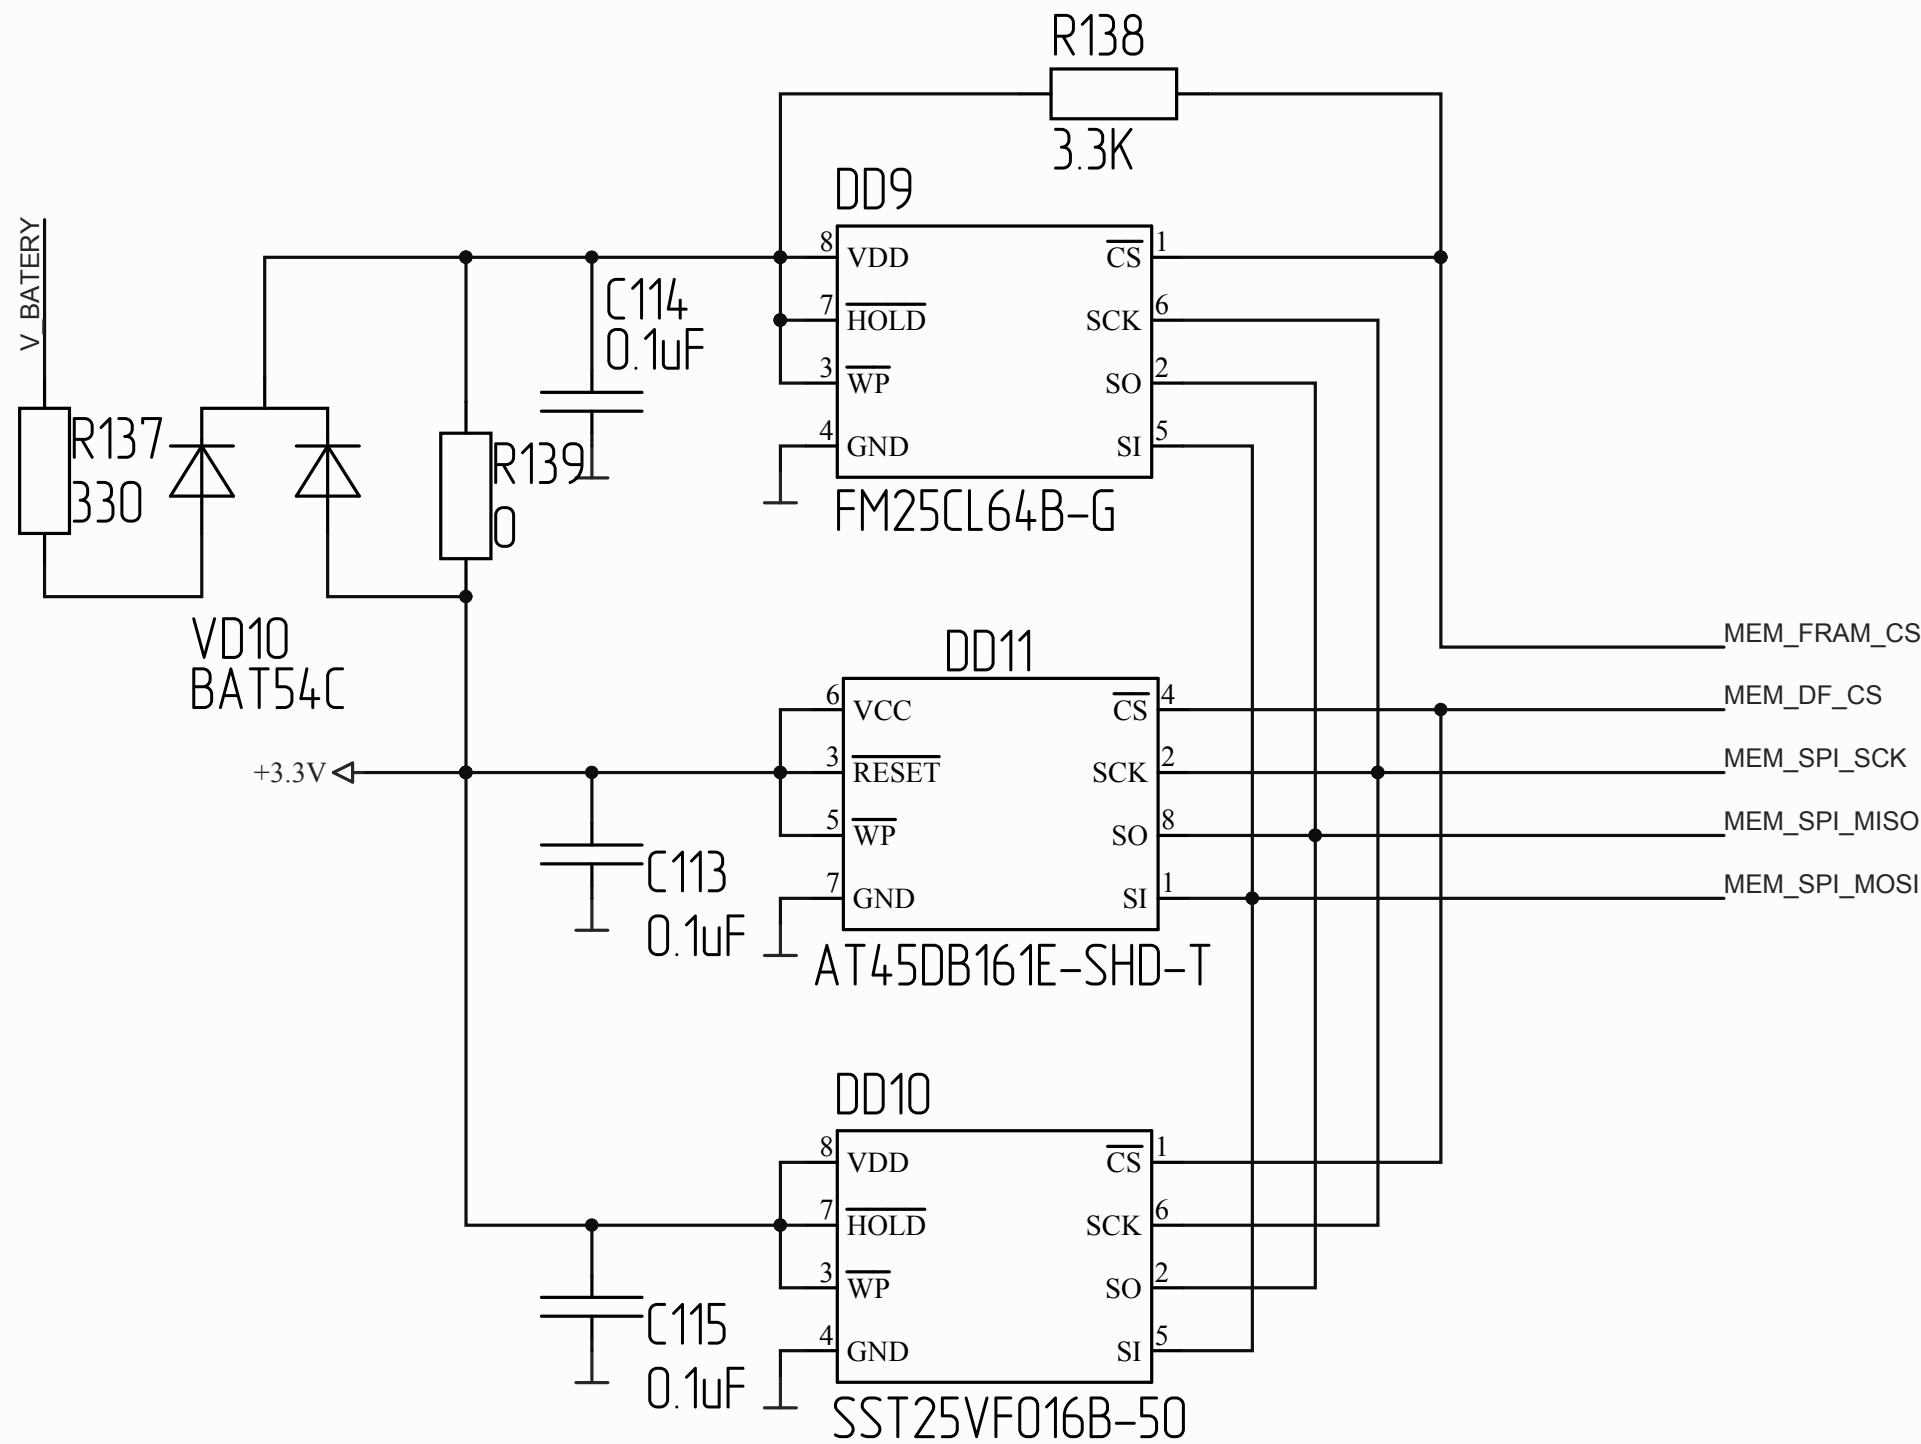 R138
3.3K
DD9
V_BATERY
8 VDD
CS 1
7 HOLD
SCK 6
3 WP
SO 2
4 GND
SI 5
FM25CL64B-G
C114
0.1uF
R137
330
R139
0
VD10
BAT54C
DD11
MEM_FRAM_CS
6 VCC
CS 4
MEM_DF_CS
+3.3V
3 RESET
SCK 2
MEM_SPI_SCK
5 WP
SO 8
MEM_SPI_MISO
7 GND
SI 1
MEM_SPI_MOSI
C113
0.1uF
AT45DB161E-SHD-T
DD10
8 VDD
CS 1
7 HOLD
SCK 6
3 WP
SO 2
4 GND
SI 5
C115
0.1uF
SST25VF016B-50